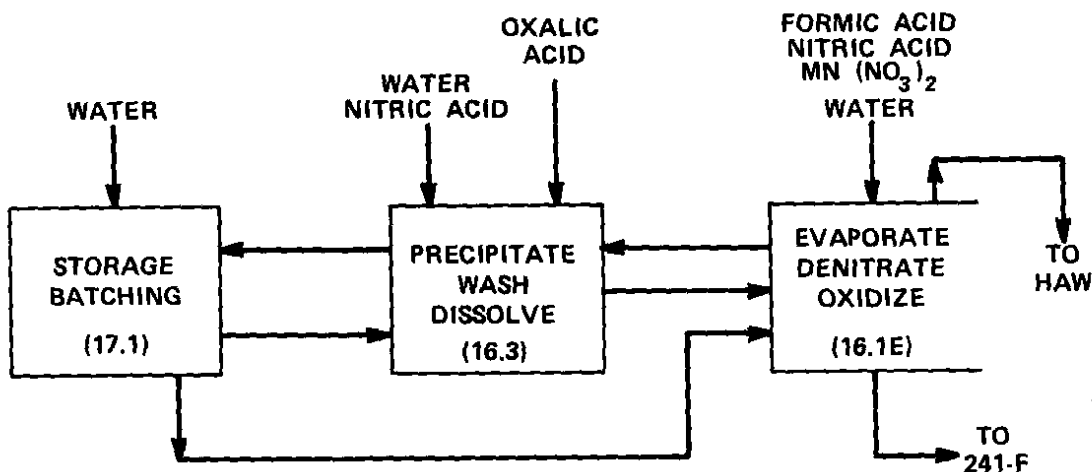 OXALIC
ACID
FORMIC ACID
NITRIC ACID
MN (NO3)2
WATER
WATER
NITRIC ACID
WATER
STORAGE
BATCHING
(17.1)
PRECIPITATE
WASH
DISSOLVE
(16.3)
EVAPORATE
DENITRATE
OXIDIZE
(16.1E)
TO
HAW
TO
241-F